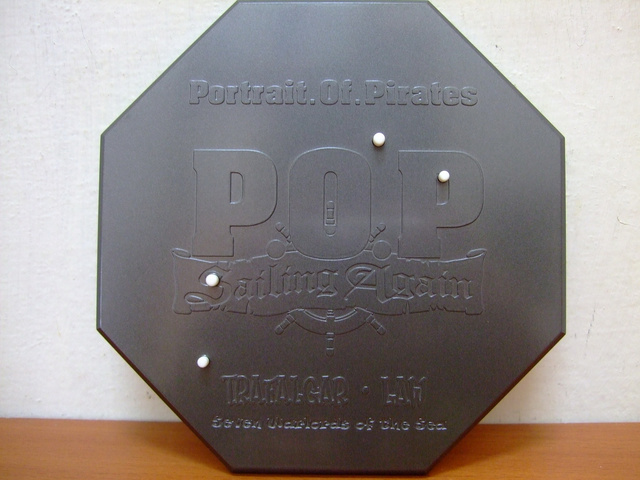 Portrait.Of.Pirates
P.O.P
Sailing Again
TRAFALGAR · LAW
Seven Warlords of the Sea